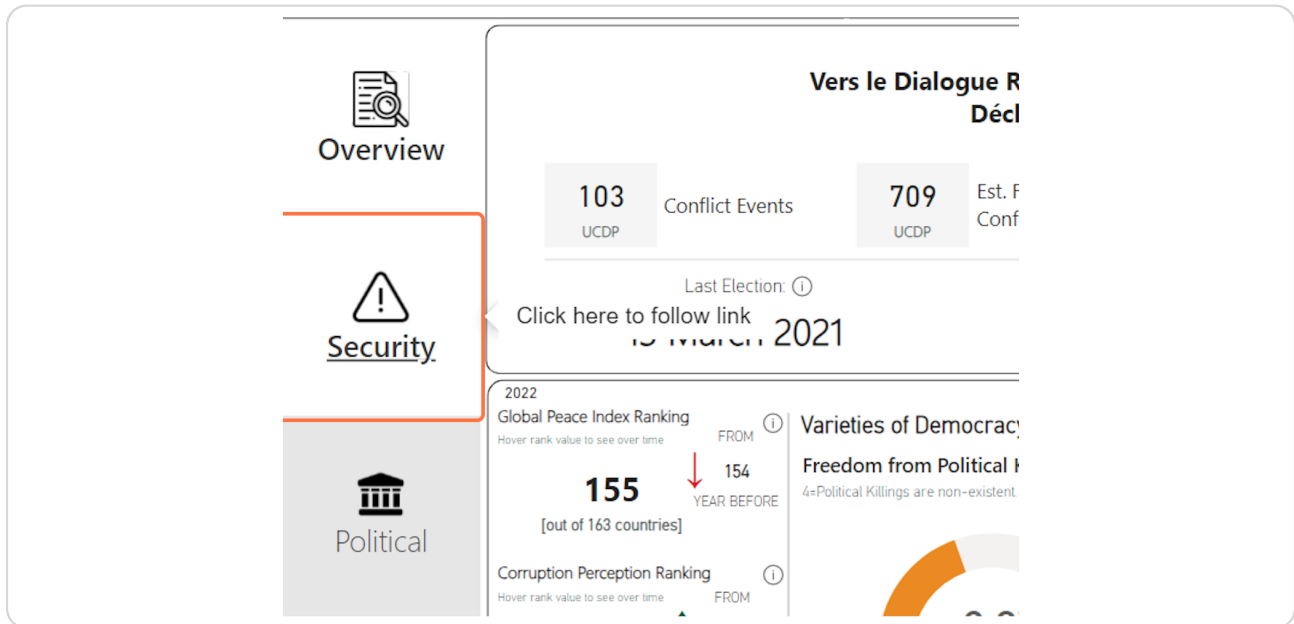 Overview
Security
Political
Vers le Dialogue R
Décl
103
UCDP
Conflict Events
709
UCDP
Est. F
Conf
Last Election:
Click here to follow link
2021
2022
Global Peace Index Ranking
Hover rank value to see over time
FROM
154
YEAR BEFORE
155
[out of 163 countries]
Corruption Perception Ranking
Hover rank value to see over time
FROM
Varieties of Democracy
Freedom from Political
4=Political Killings are non-existent.